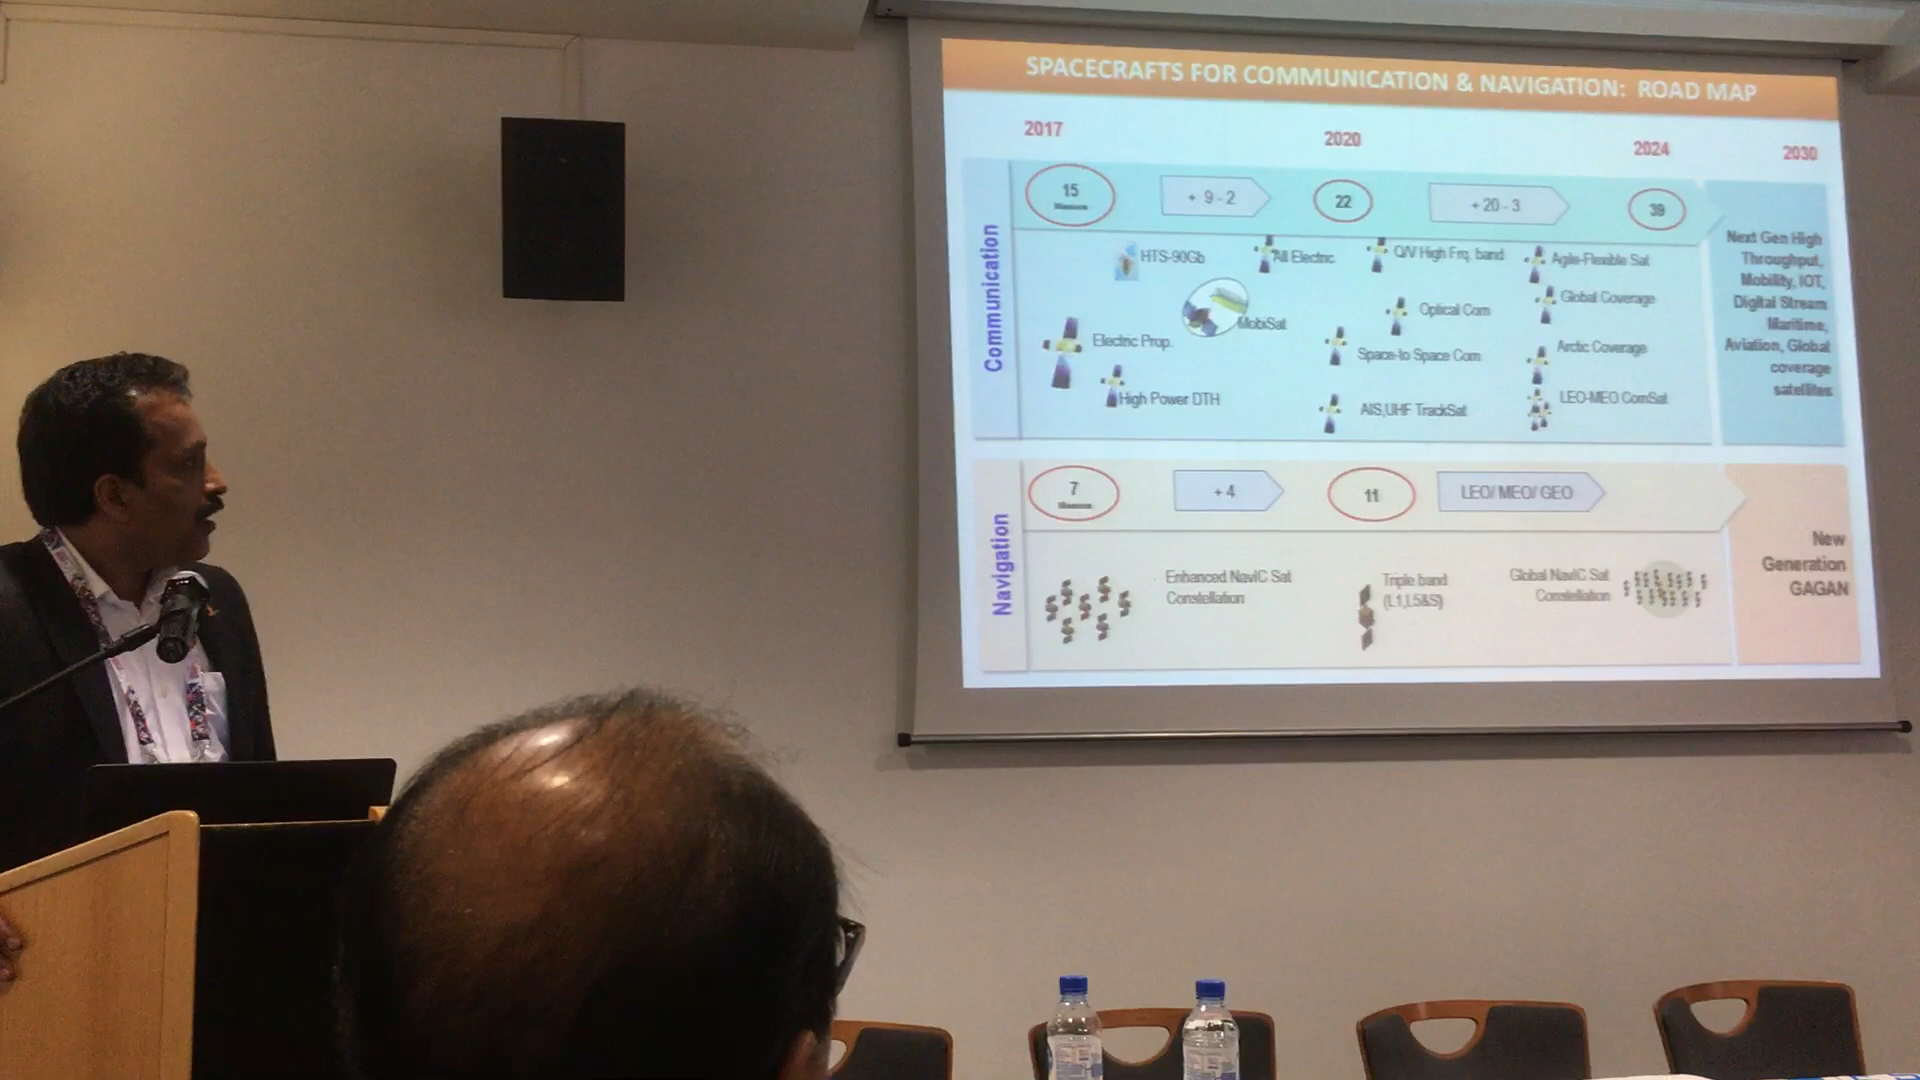 SPACECRAFTS FOR COMMUNICATION & NAVIGATION: ROAD MAP
2017
2020
2024
2030
Communication
15
+ 9 - 2
22
+ 20 - 3
39
HTS-90Gb
All Electric
Q/V High Frq. band
Agile-Flexible Sat
MobiSat
Optical Com
Global Coverage
Electric Prop.
Space-to Space Com
Arctic Coverage
High Power DTH
AIS,UHF TrackSat
LEO-MEO ComSat
Next Gen High
Throughput,
Mobility, IOT,
Digital Stream
Maritime,
Aviation, Global
coverage
satellites
Navigation
7
+ 4
11
LEO/ MEO/ GEO
Enhanced NavIC Sat
Constellation
Triple band
(L1,L5&S)
Global NavIC Sat
Constellation
New
Generation
GAGAN